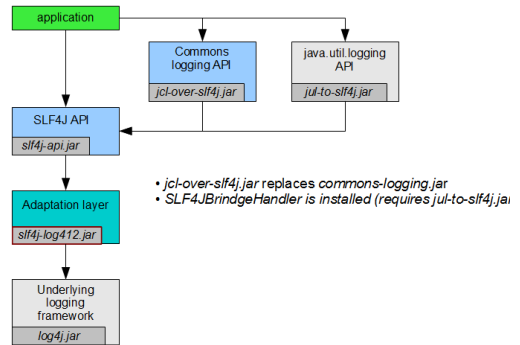 application
Commons
logging API
jcl-over-slf4j.jar
java.util.logging
API
jul-to-slf4j.jar
SLF4J API
slf4j-api.jar
Adaptation layer
slf4j-log412.jar
• jcl-over-slf4j.jar replaces commons-logging.jar
• SLF4JBrindgeHandler is installed (requires jul-to-slf4j.jar
Underlying
logging
framework
log4j.jar